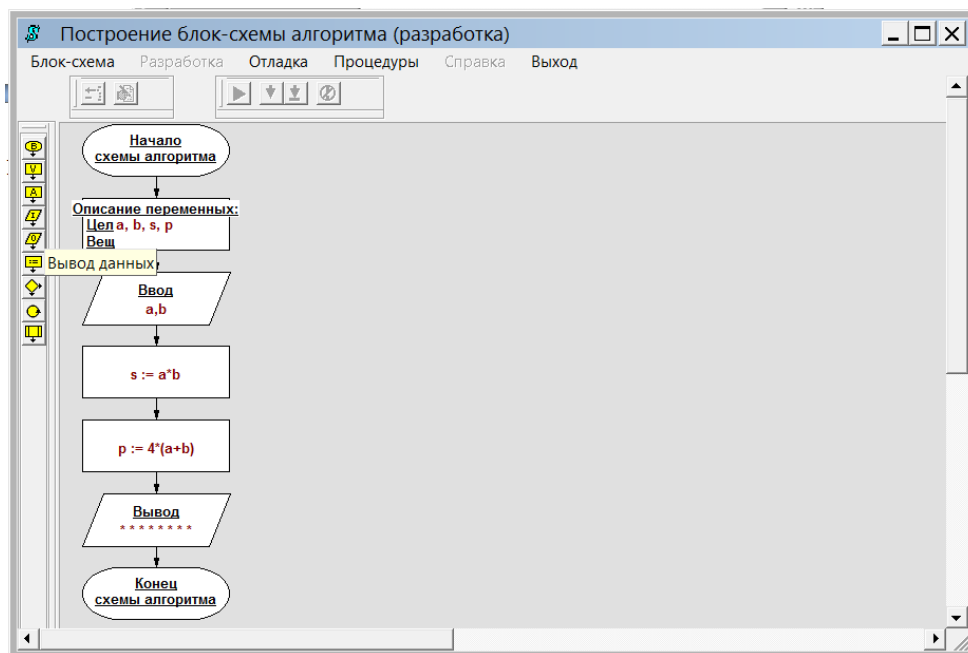 Построение блок-схемы алгоритма (разработка)
Блок-схема Разработка Отладка Процедуры Справка Выход
Начало
схемы алгоритма
Описание переменных:
Цел a, b, s, p
Вещ
Вывод данных
Ввод
a,b
s := a*b
p := 4*(a+b)
Вывод
* * * * * * * *
Конец
схемы алгоритма
B
V
A
I
O
:=